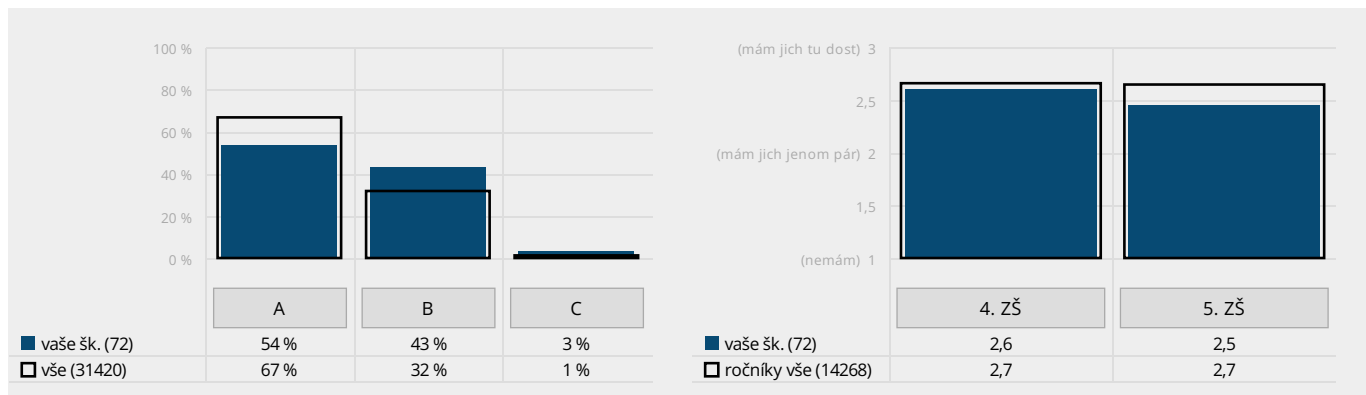 100 %
80 %
60 %
40 %
20 %
0 %
A B C
vaše šk. (72) 54 % 43 % 3 %
vše (31420) 67 % 32 % 1 %
(mám jich tu dost) 3
2,5
(mám jich jenom pár) 2
1,5
(nemám) 1
4. ZŠ 5. ZŠ
vaše šk. (72) 2,6 2,5
ročníky vše (14268) 2,7 2,7